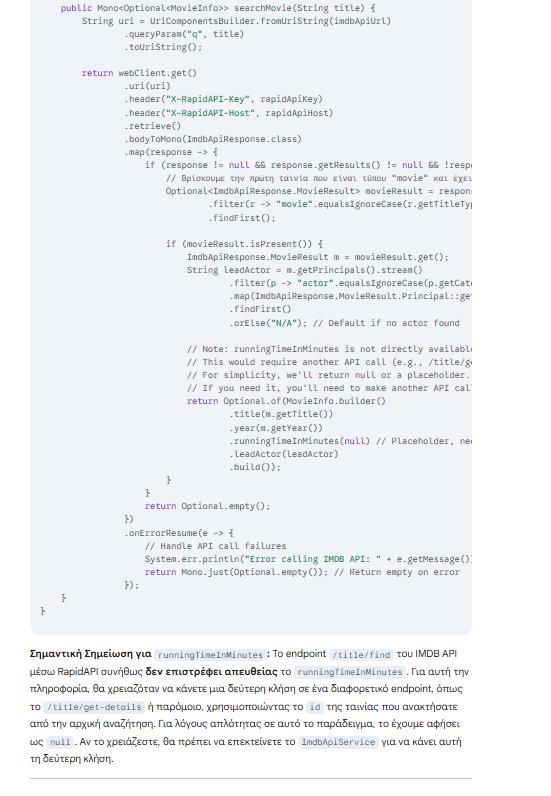 public Mono<Optional<MovieInfo>> searchMovie(String title) {
String uri = UriComponentsBuilder.fromUriString(imdbApiUrl)
.queryParam("q", title)
.toUriString();
return webClient.get()
.uri(uri)
.header("X-RapidAPI-Key", rapidApiKey)
.header("X-RapidAPI-Host", rapidApiHost)
.retrieve()
.bodyToMono(ImdbApiResponse.class)
.map(response -> {
if (response != null && response.getResults() != null && !resp
// Βρίσκουμε την πρώτη ταινία που είναι τύπου "movie" και έχει
Optional<ImdbApiResponse.MovieResult> movieResult = respon
.filter(r -> "movie".equalsIgnoreCase(r.getTitleTyp
.findFirst();
if (movieResult.isPresent()) {
ImdbApiResponse.MovieResult m = movieResult.get();
String leadActor = m.getPrincipals().stream()
.filter(p -> "actor".equalsIgnoreCase(p.getCate
.map(ImdbApiResponse.MovieResult.Principal::get
.findFirst()
.orElse("N/A"); // Default if no actor found
// Note: runningTimeInMinutes is not directly available
// This would require another API call (e.g., /title/ge
// For simplicity, we'll return null or a placeholder.
// If you need it, you'll need to make another API cal
return Optional.of(MovieInfo.builder()
.title(m.getTitle())
.year(m.getYear())
.runningTimeInMinutes(null) // Placeholder, nee
.leadActor(leadActor)
.build());
}
}
return Optional.empty();
})
.onErrorResume(e -> {
// Handle API call failures
System.err.println("Error calling IMDB API: " + e.getMessage()
return Mono.just(Optional.empty()); // Return empty on error
});
}
}
Σημαντική Σημείωση για runningTimeInMinutes : Το endpoint /title/find του IMDB API
μέσω RapidAPI συνήθως δεν επιστρέφει απευθείας το runningTimeInMinutes . Για αυτή την
πληροφορία, θα χρειαζόταν να κάνετε μια δεύτερη κλήση σε ένα διαφορετικό endpoint, όπως
το /title/get-details ή παρόμοιο, χρησιμοποιώντας το id της ταινίας που ανακτήσατε
από την αρχική αναζήτηση. Για λόγους απλότητας σε αυτό το παράδειγμα, το έχουμε αφήσει
ως null . Αν το χρειάζεστε, θα πρέπει να επεκτείνετε το ImdbApiService για να κάνει αυτή
τη δεύτερη κλήση.